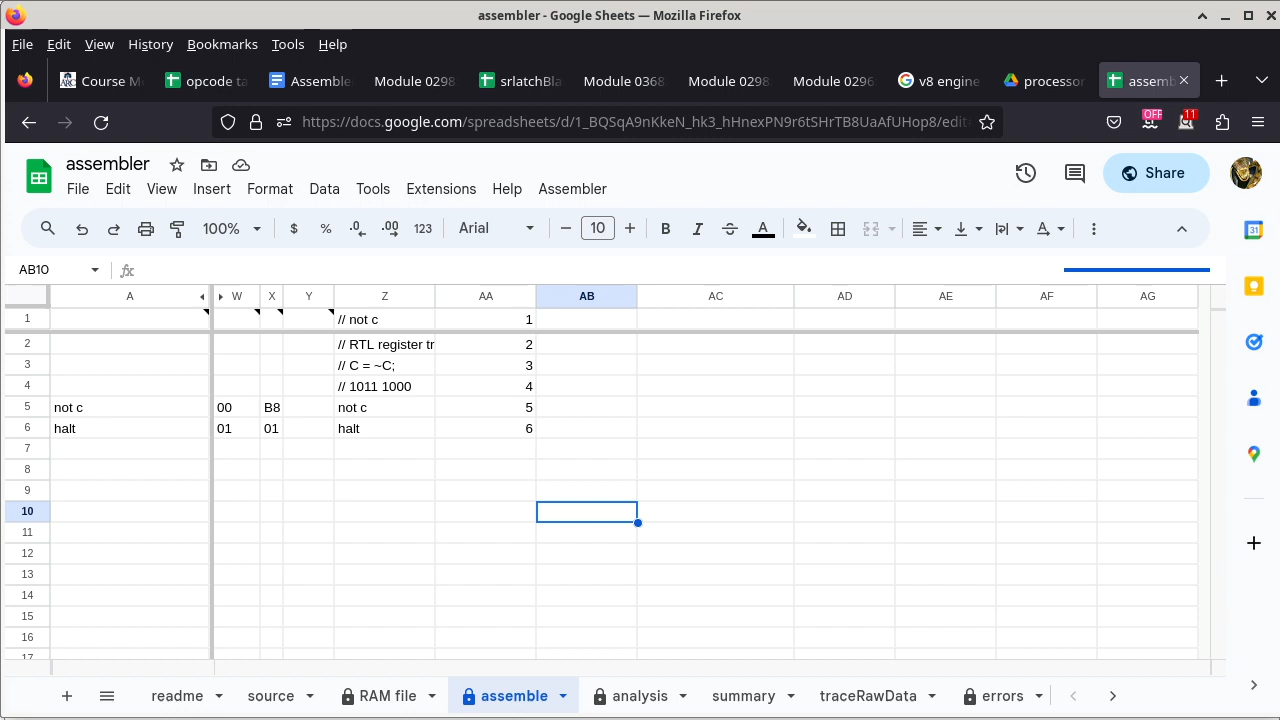 assembler - Google Sheets — Mozilla Firefox
File Edit View History Bookmarks Tools Help
Course M opcode ta Assemble Module 0298 srlatchBla Module 0368 Module 0298 Module 0296 v8 engine processor assemb
https://docs.google.com/spreadsheets/d/1_BQSqA9nKkeN_hk3_hHnexPN9r6tSHrTB8UaAfUHop8/edit
OFF 11
assembler
File Edit View Insert Format Data Tools Extensions Help Assembler
Share
100% $ % .0 .00 123 Arial 10 B I A
AB10 fx
A W X Y Z AA AB AC AD AE AF AG
1 // not c 1
2 // RTL register tr 2
3 // C = ~C; 3
4 // 1011 1000 4
5 not c 00 B8 not c 5
6 halt 01 01 halt 6
7
8
9
10
11
12
13
14
15
16
17
readme source RAM file assemble analysis summary traceRawData errors
31